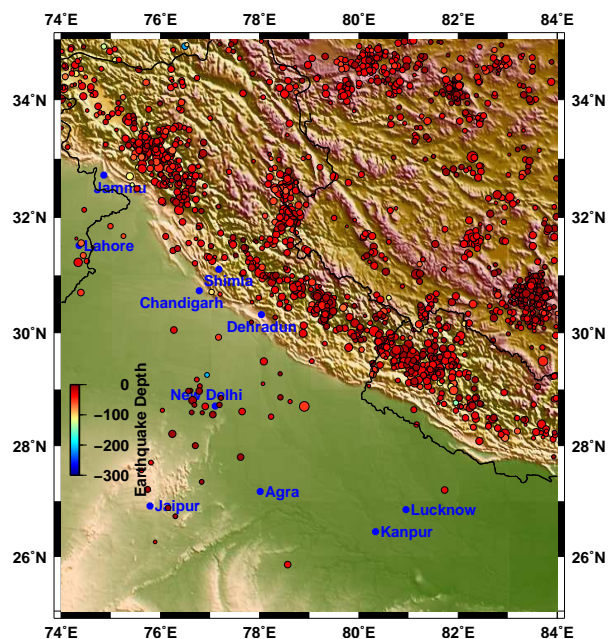 74°E 76°E 78°E 80°E 82°E 84°E
34°N 34°N
Jammu
32°N 32°N
Lahore
Shimla
Chandigarh
30°N 30°N
Dehradun
Earthquake Depth
0
−100
−200
−300
New Delhi
28°N 28°N
Agra
Jaipur
Lucknow
Kanpur
26°N 26°N
74°E 76°E 78°E 80°E 82°E 84°E